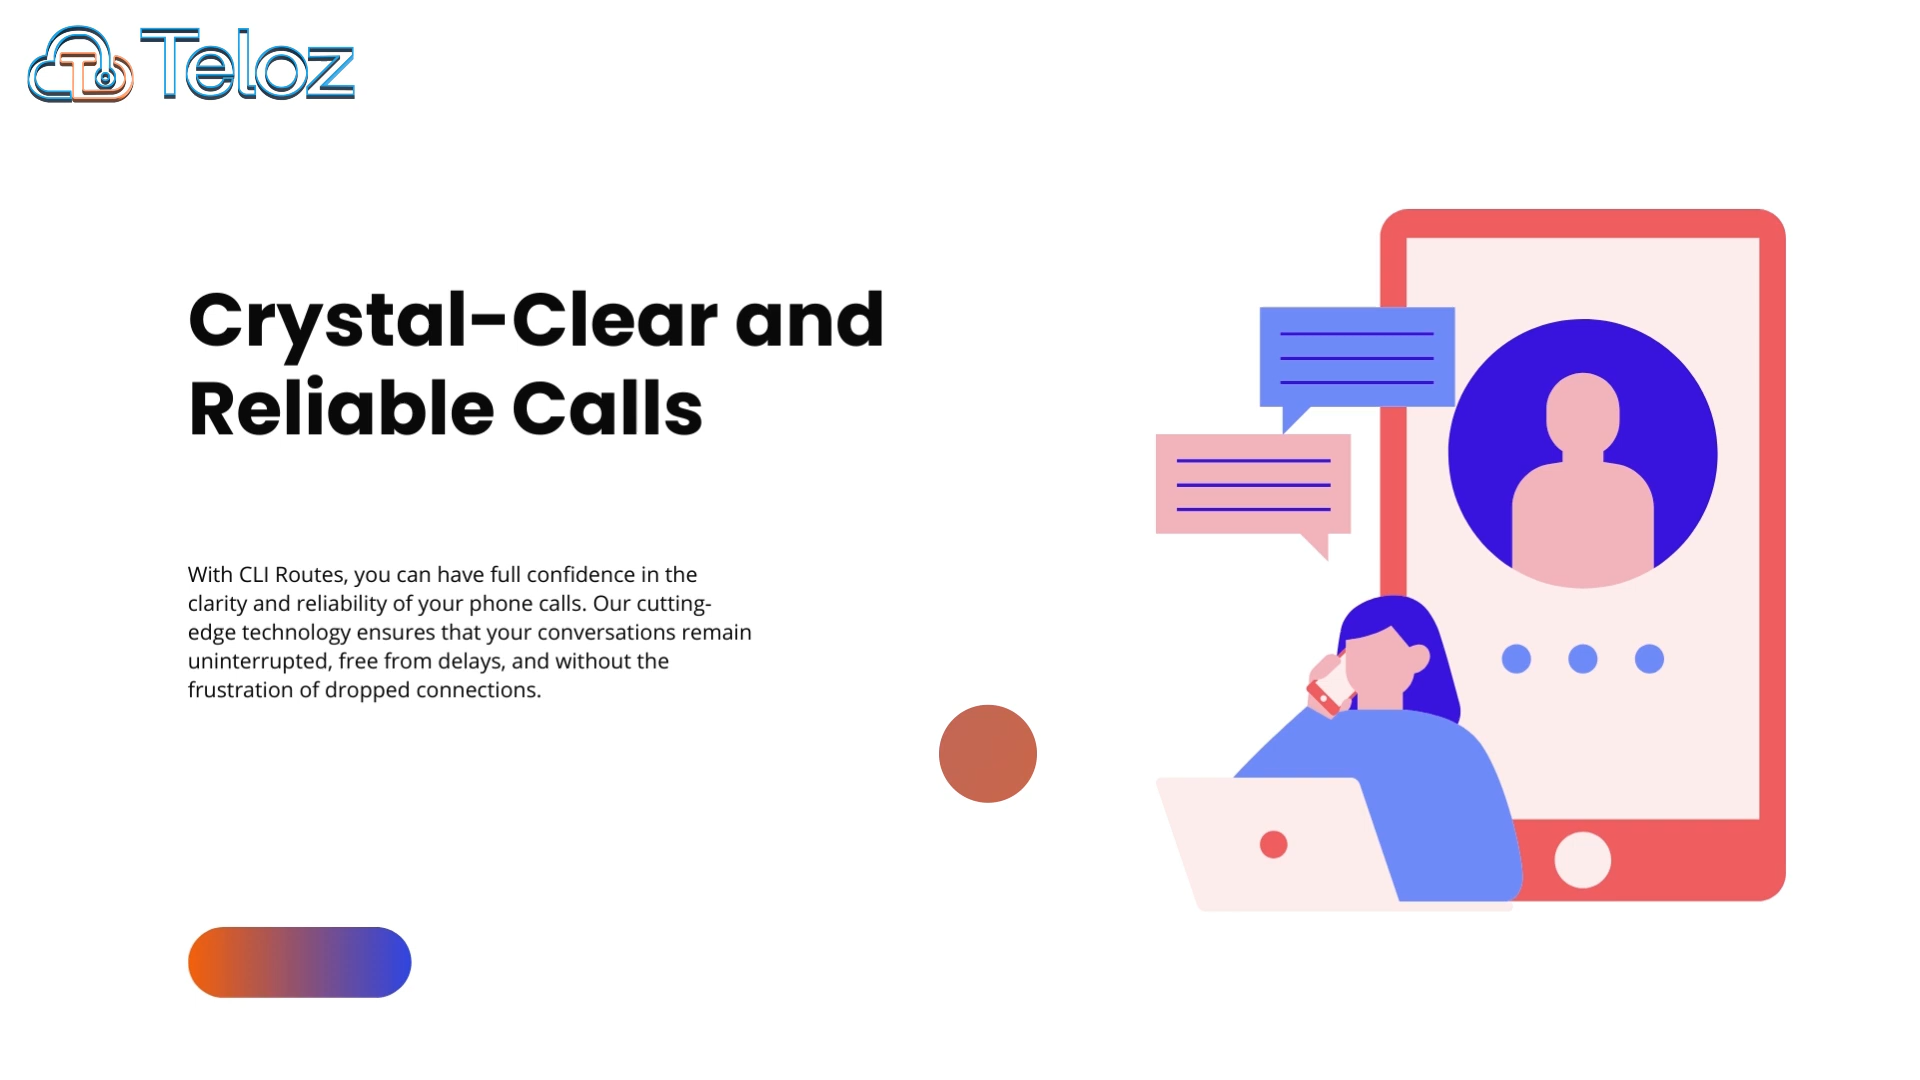 Teloz
Crystal-Clear and
Reliable Calls
With CLI Routes, you can have full confidence in the
clarity and reliability of your phone calls. Our cutting-
edge technology ensures that your conversations remain
uninterrupted, free from delays, and without the
frustration of dropped connections.